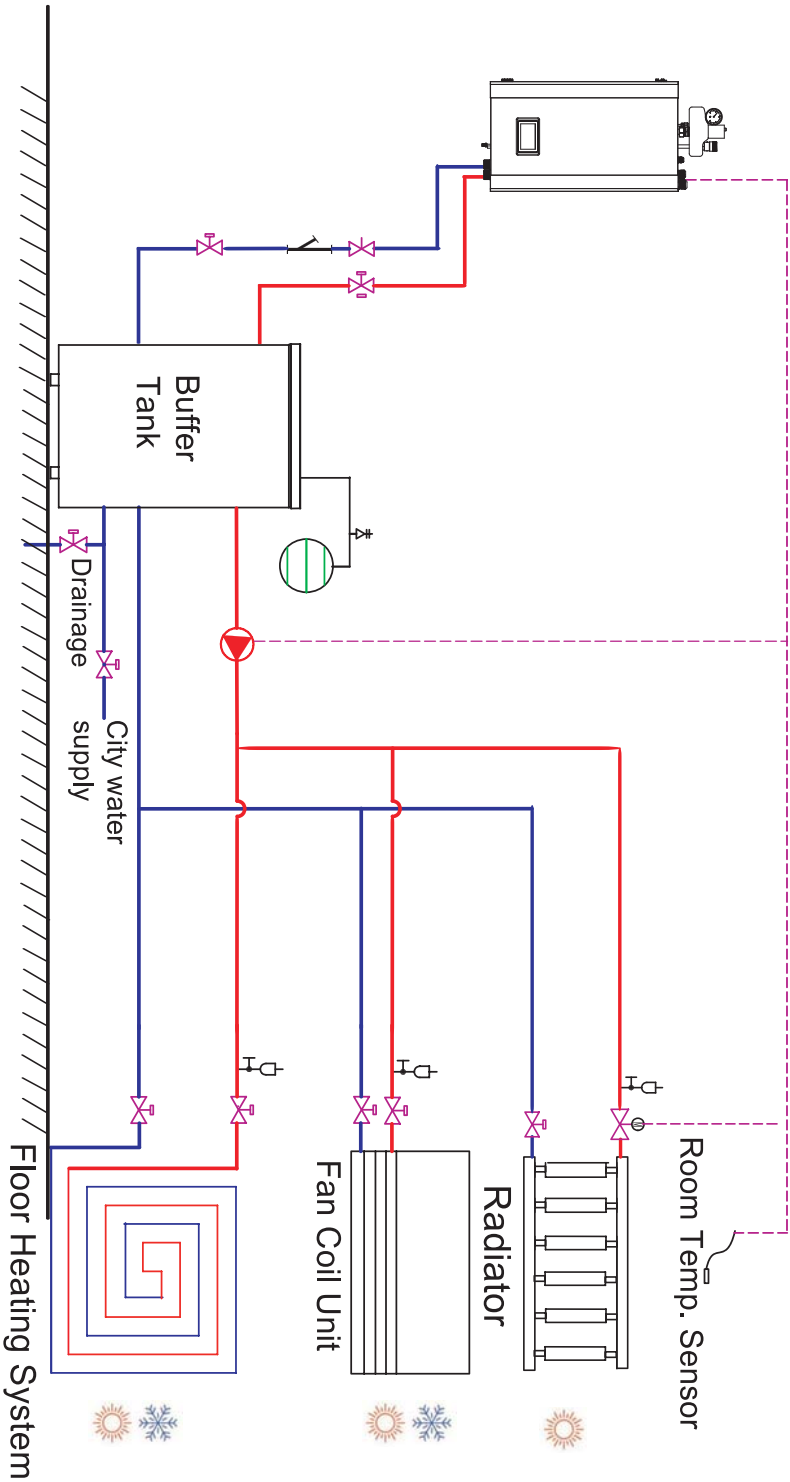 Room Temp. Sensor
Radiator
Fan Coil Unit
Floor Heating System
Buffer
Tank
Drainage
City water
supply